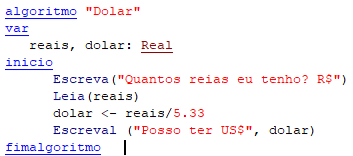 algoritmo "Dolar"
var
reais, dolar: Real
inicio
Escreva("Quantos reias eu tenho? R$")
Leia(reais)
dolar <- reais/5.33
Escreval ("Posso ter US$", dolar)
fimalgoritmo